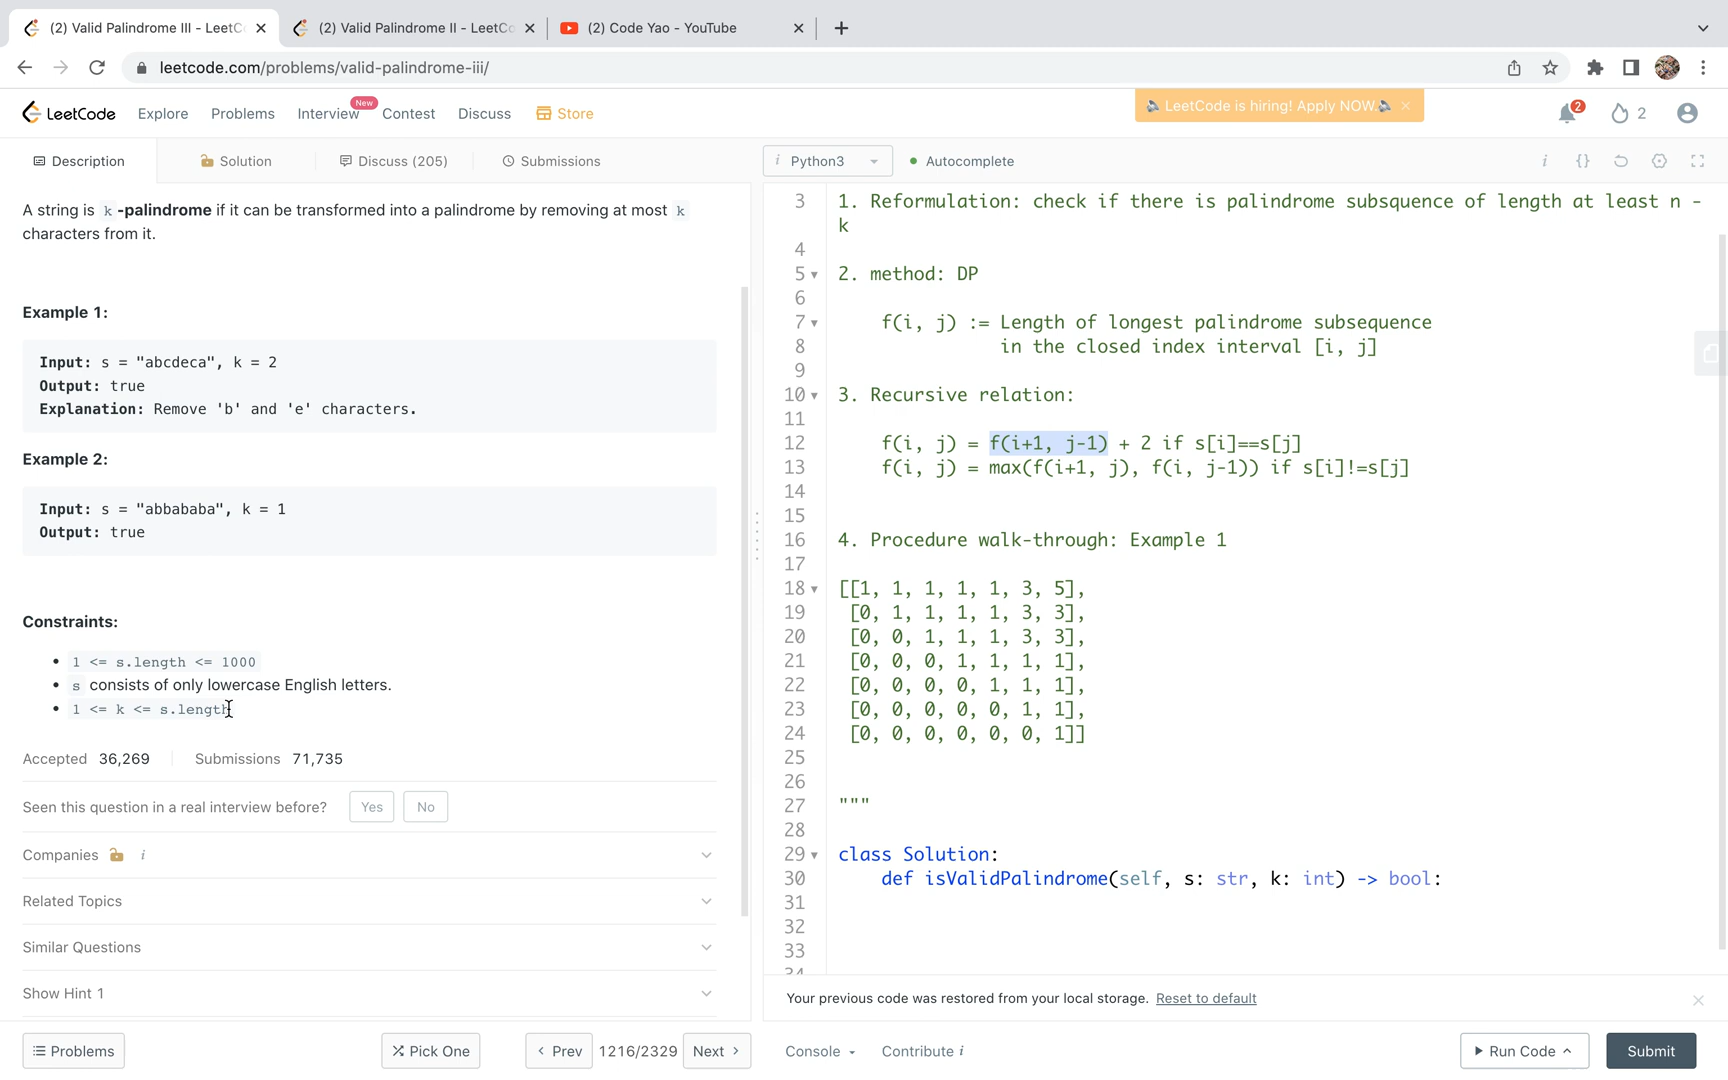 (2) Valid Palindrome III - LeetC
(2) Valid Palindrome II - LeetCo
(2) Code Yao - YouTube
leetcode.com/problems/valid-palindrome-iii/
LeetCode
Explore
Problems
Interview
New
Contest
Discuss
Store
LeetCode is hiring! Apply NOW.
2
2
Description
Solution
Discuss (205)
Submissions
i Python3
Autocomplete
i
{}
A string is k -palindrome if it can be transformed into a palindrome by removing at most k
characters from it.
Example 1:
Input: s = "abcdeca", k = 2
Output: true
Explanation: Remove 'b' and 'e' characters.
Example 2:
Input: s = "abbababa", k = 1
Output: true
Constraints:
• 1 <= s.length <= 1000
• s consists of only lowercase English letters.
• 1 <= k <= s.length
Accepted 36,269
Submissions 71,735
Seen this question in a real interview before?
Yes
No
Companies i
Related Topics
Similar Questions
Show Hint 1
3 1. Reformulation: check if there is palindrome subsquence of length at least n -
k
4
5 2. method: DP
6
7 f(i, j) := Length of longest palindrome subsequence
8 in the closed index interval [i, j]
9
10 3. Recursive relation:
11
12 f(i, j) = f(i+1, j-1) + 2 if s[i]==s[j]
13 f(i, j) = max(f(i+1, j), f(i, j-1)) if s[i]!=s[j]
14
15
16 4. Procedure walk-through: Example 1
17
18 [[1, 1, 1, 1, 1, 3, 5],
19 [0, 1, 1, 1, 1, 3, 3],
20 [0, 0, 1, 1, 1, 3, 3],
21 [0, 0, 0, 1, 1, 1, 1],
22 [0, 0, 0, 0, 1, 1, 1],
23 [0, 0, 0, 0, 0, 1, 1],
24 [0, 0, 0, 0, 0, 0, 1]]
25
26
27 """
28
29 class Solution:
30 def isValidPalindrome(self, s: str, k: int) -> bool:
31
32
33
34
Your previous code was restored from your local storage. Reset to default
Problems
Pick One
Prev
1216/2329
Next
Console
Contribute i
Run Code
Submit